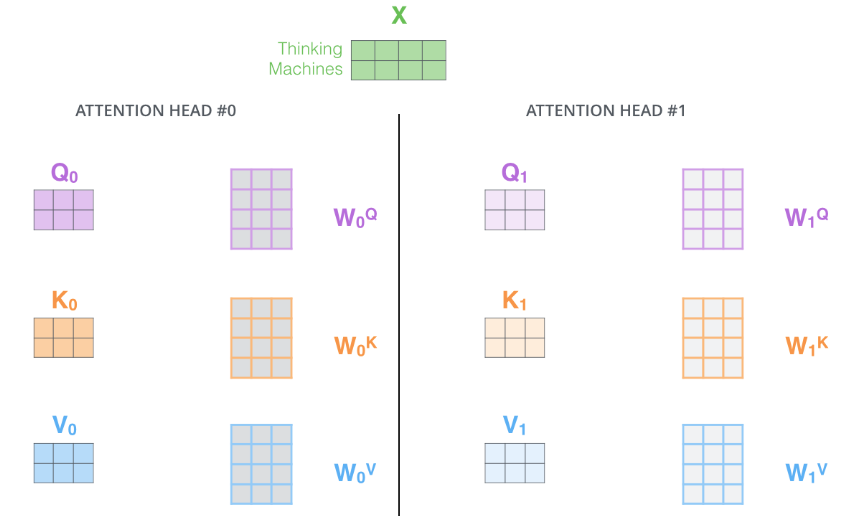 X
Thinking
Machines
ATTENTION HEAD #0
ATTENTION HEAD #1
Q₀
W₀Q
Q₁
W₁Q
K₀
W₀K
K₁
W₁K
V₀
W₀V
V₁
W₁V